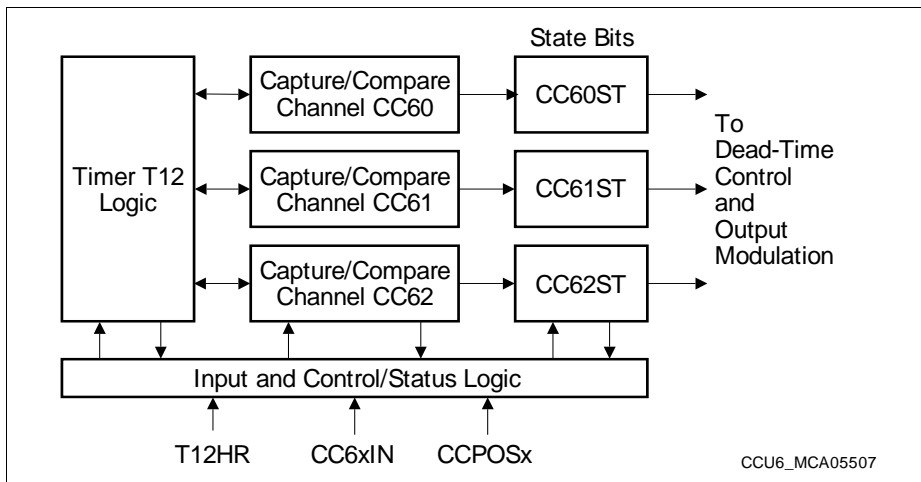 State Bits
Timer T12
Logic
Capture/Compare
Channel CC60
CC60ST
Capture/Compare
Channel CC61
CC61ST
Capture/Compare
Channel CC62
CC62ST
To
Dead-Time
Control
and
Output
Modulation
Input and Control/Status Logic
T12HR
CC6xIN
CCPOSx
CCU6_MCA05507